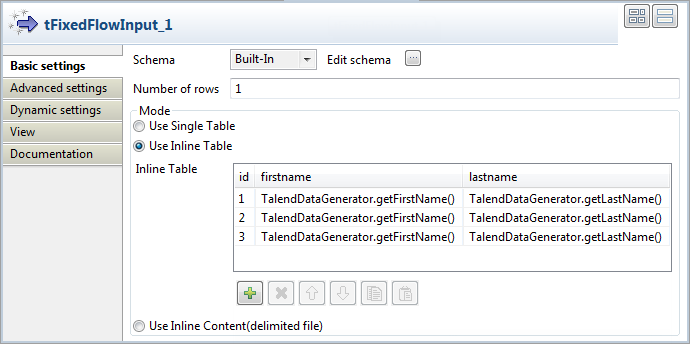 tFixedFlowInput_1
Basic settings
Advanced settings
Dynamic settings
View
Documentation
Schema Built-In Edit schema ...
Number of rows 1
Mode
Use Single Table
Use Inline Table
Inline Table
id firstname lastname
1 TalendDataGenerator.getFirstName() TalendDataGenerator.getLastName()
2 TalendDataGenerator.getFirstName() TalendDataGenerator.getLastName()
3 TalendDataGenerator.getFirstName() TalendDataGenerator.getLastName()
Use Inline Content(delimited file)